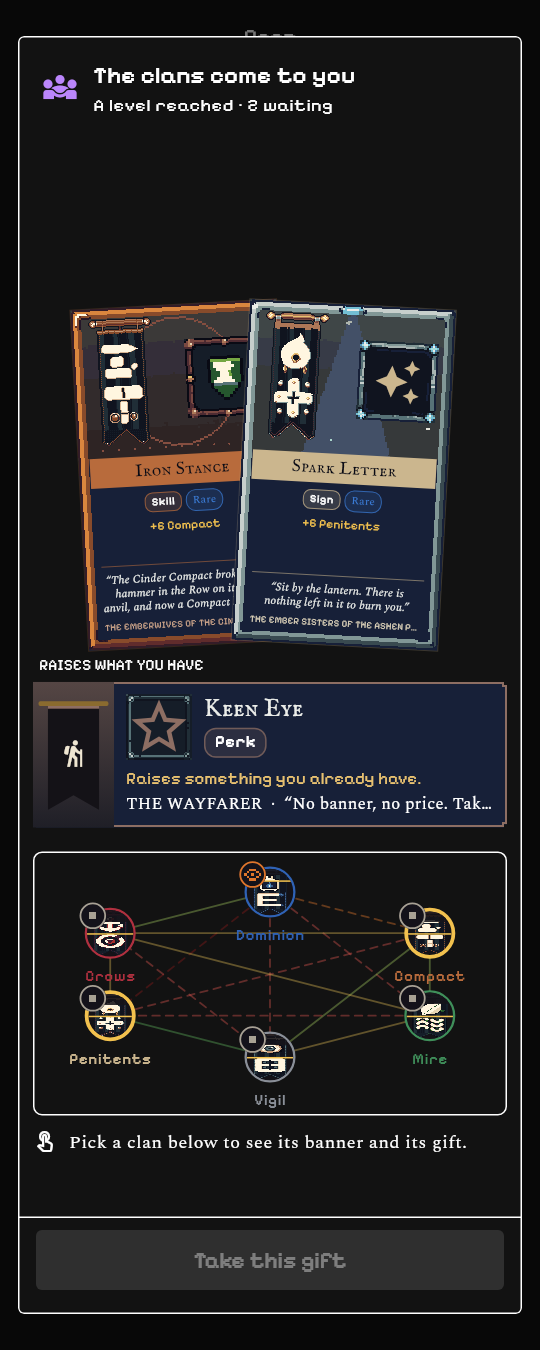 The clans come to you
A level reached · 2 waiting
Iron Stance
Skill Rare
+6 Compact
“The Cinder Compact
hammer in the Row on
anvil, and now a Compact
THE EMBERWIVES OF THE
Spark Letter
Sign Rare
+6 Penitents
“Sit by the lantern. There is
nothing left in it to burn you.”
THE EMBER SISTERS OF THE ASHEN P…
RAISES WHAT YOU HAVE
Keen Eye
Perk
Raises something you already have.
THE WAYFARER · “No banner, no price. Tak…
Dominion
Crows
Compact
Penitents
Mire
Vigil
Pick a clan below to see its banner and its gift.
Take this gift